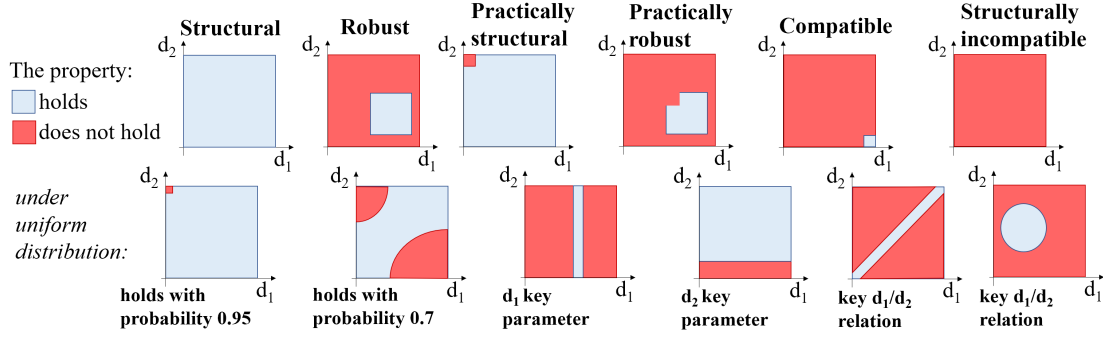 Structural
Robust
Practically
structural
Practically
robust
Compatible
Structurally
incompatible
The property:
holds
does not hold
d2
d1
d2
d1
d2
d1
d2
d1
d2
d1
d2
d1
under
uniform
distribution:
d2
d1
holds with
probability 0.95
d2
d1
holds with
probability 0.7
d2
d1
d1 key
parameter
d2
d1
d2 key
parameter
d2
d1
key d1/d2
relation
d2
d1
key d1/d2
relation